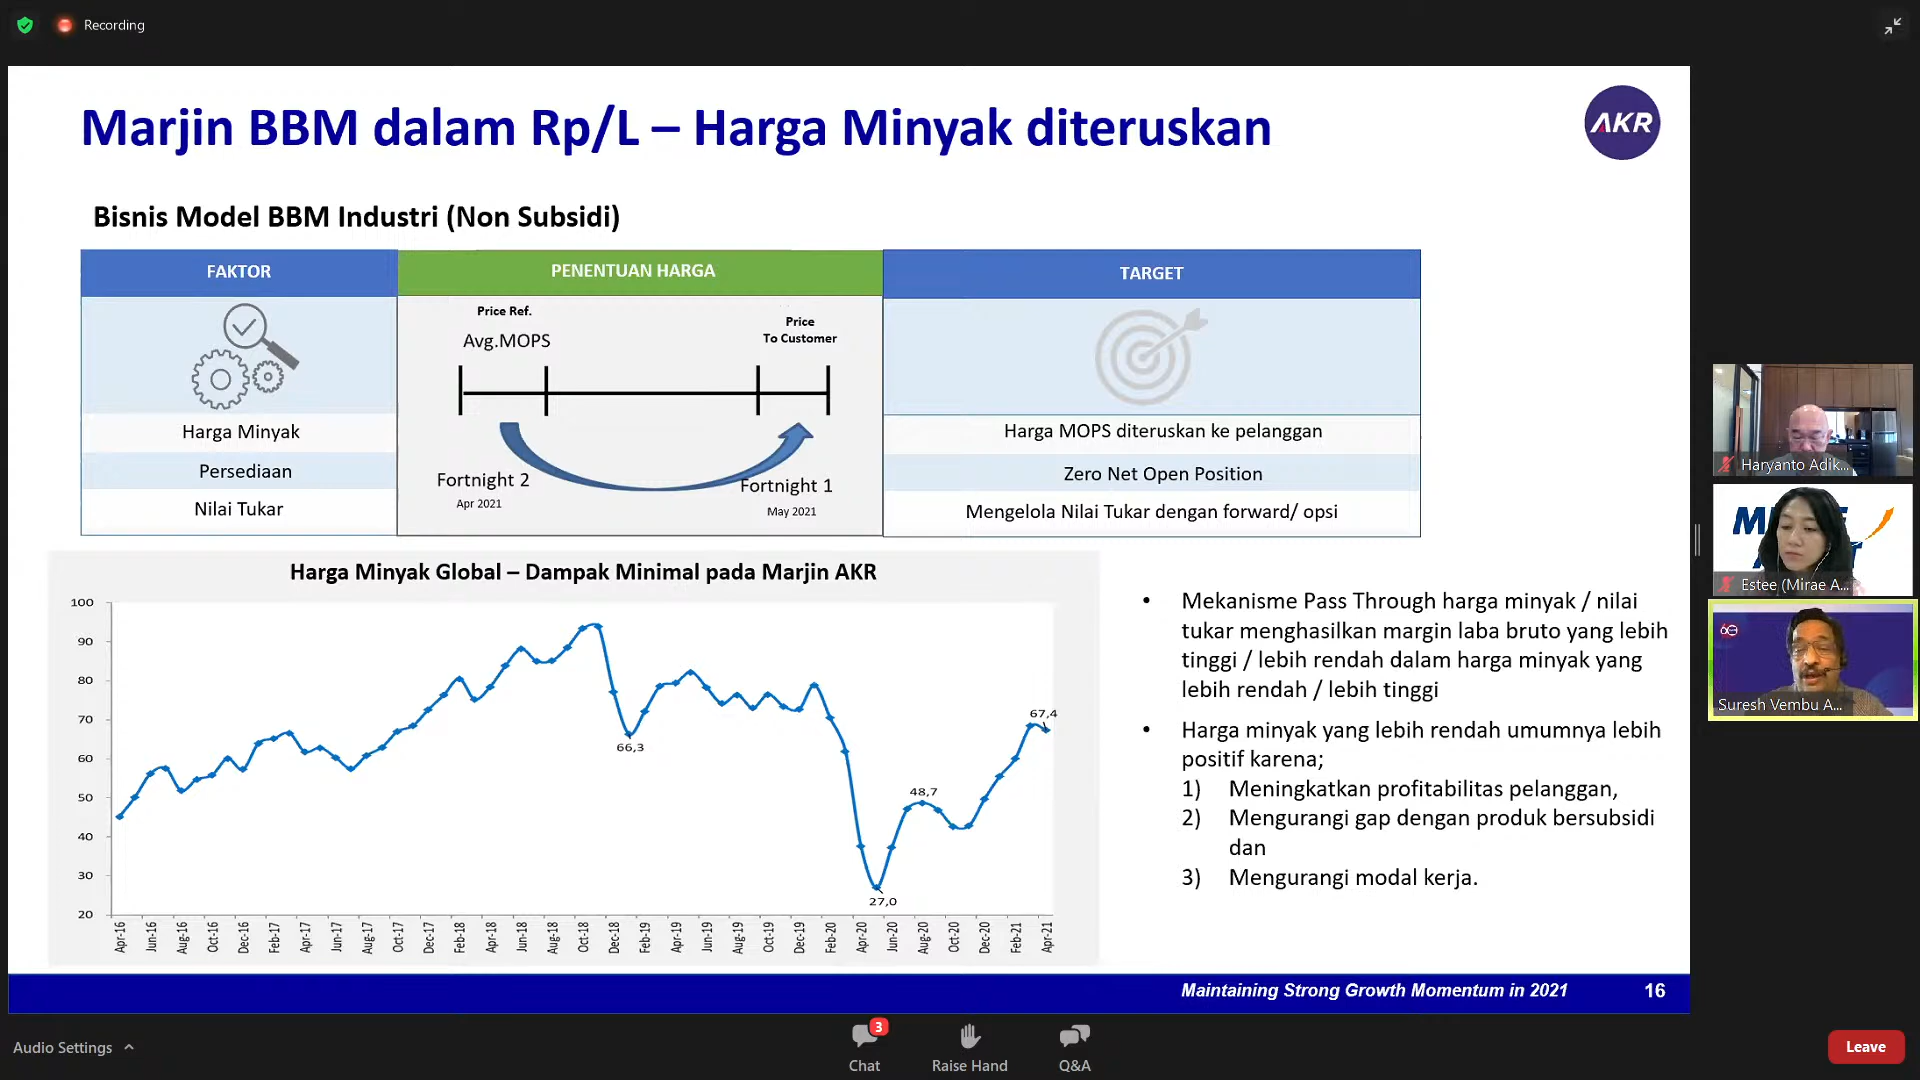 Recording
Marjin BBM dalam Rp/L – Harga Minyak diteruskan
AKR
Bisnis Model BBM Industri (Non Subsidi)
FAKTOR
PENENTUAN HARGA
TARGET
Price Ref.
Avg.MOPS
Price
To Customer
Fortnight 2
Apr 2021
Fortnight 1
May 2021
Harga Minyak
Persediaan
Nilai Tukar
Harga MOPS diteruskan ke pelanggan
Zero Net Open Position
Mengelola Nilai Tukar dengan forward/ opsi
Harga Minyak Global – Dampak Minimal pada Marjin AKR
100
90
80
70
60
50
40
30
20
66,3
27,0
48,7
67,4
Apr-16
Jun-16
Aug-16
Oct-16
Dec-16
Feb-17
Apr-17
Jun-17
Aug-17
Oct-17
Dec-17
Feb-18
Apr-18
Jun-18
Aug-18
Oct-18
Dec-18
Feb-19
Apr-19
Jun-19
Aug-19
Oct-19
Dec-19
Feb-20
Apr-20
Jun-20
Aug-20
Oct-20
Dec-20
Feb-21
Apr-21
• Mekanisme Pass Through harga minyak / nilai
tukar menghasilkan margin laba bruto yang lebih
tinggi / lebih rendah dalam harga minyak yang
lebih rendah / lebih tinggi
• Harga minyak yang lebih rendah umumnya lebih
positif karena;
1) Meningkatkan profitabilitas pelanggan,
2) Mengurangi gap dengan produk bersubsidi
dan
3) Mengurangi modal kerja.
Maintaining Strong Growth Momentum in 2021
16
Haryanto Adik...
Estee (Mirae A...
Suresh Vembu A...
Audio Settings
3
Chat
Raise Hand
Q&A
Leave